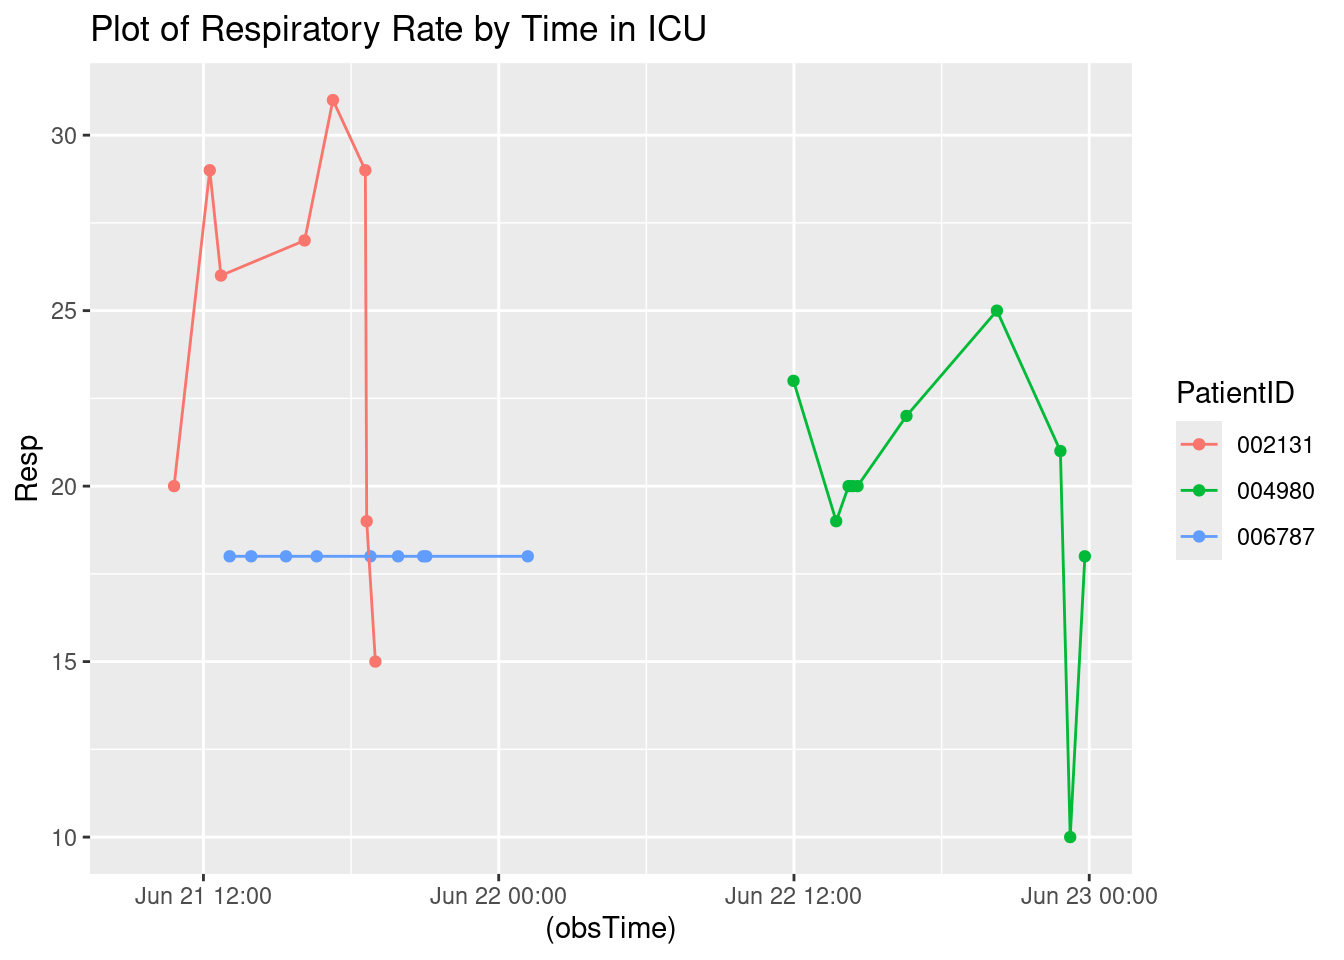 Plot of Respiratory Rate by Time in ICU
Resp
30
25
20
15
10
Jun 21 12:00
Jun 22 00:00
Jun 22 12:00
Jun 23 00:00
(obsTime)
PatientID
002131
004980
006787